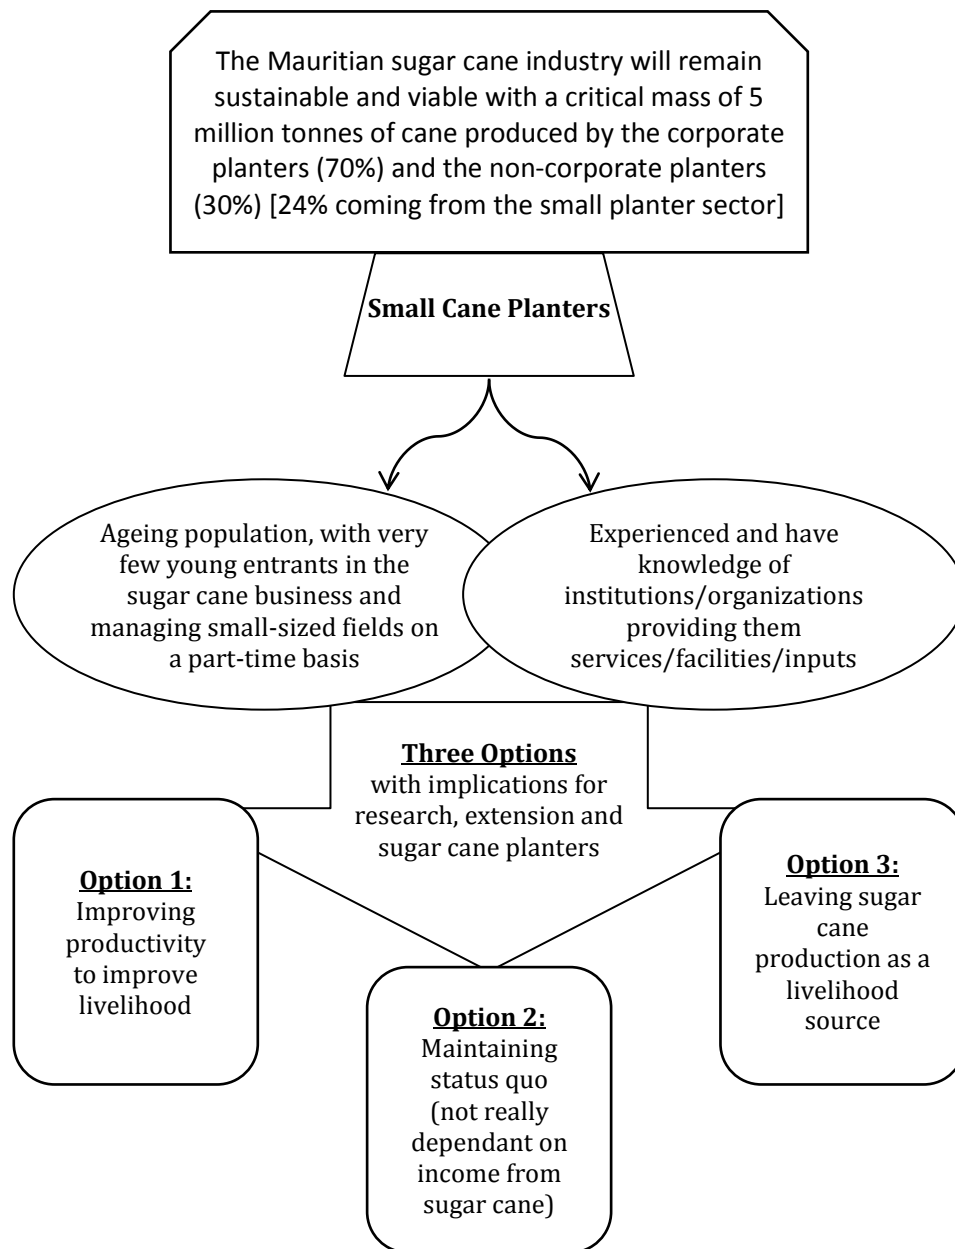 The Mauritian sugar cane industry will remain
sustainable and viable with a critical mass of 5
million tonnes of cane produced by the corporate
planters (70%) and the non-corporate planters
(30%) [24% coming from the small planter sector]
Small Cane Planters
Ageing population, with very
few young entrants in the
sugar cane business and
managing small-sized fields on
a part-time basis
Experienced and have
knowledge of
institutions/organizations
providing them
services/facilities/inputs
Three Options
with implications for
research, extension and
sugar cane planters
Option 1:
Improving
productivity
to improve
livelihood
Option 2:
Maintaining
status quo
(not really
dependant on
income from
sugar cane)
Option 3:
Leaving sugar
cane
production as a
livelihood
source